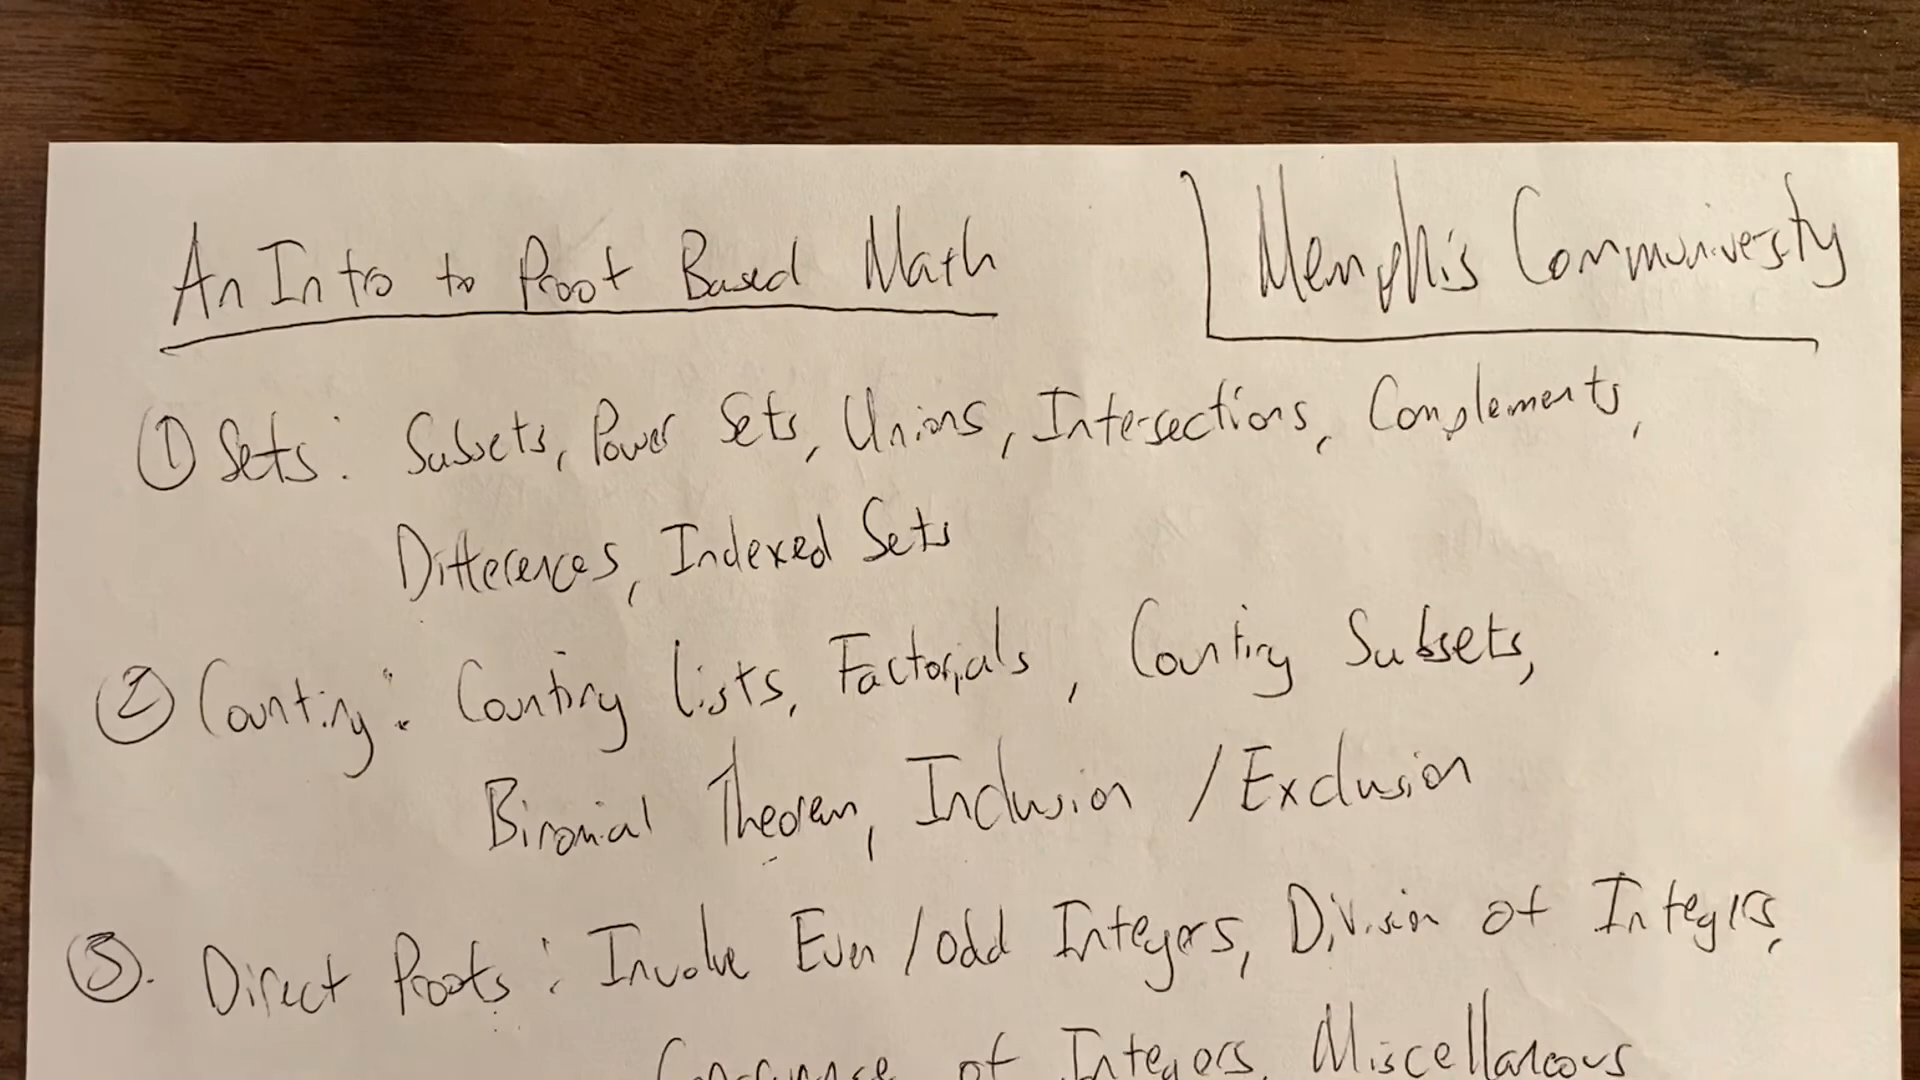 An Intro to Proof Based Math
Memphis Communiversity
① Sets: Subsets, Power Sets, Unions, Intersections, Complements,
Differences, Indexed Sets
② Counting: Counting Lists, Factorials, Counting Subsets,
Binomial Theorem, Inclusion / Exclusion
③. Direct Proofs: Involve Even / odd Integers, Division of Integers,
Congruence of Integers, Miscellaneous